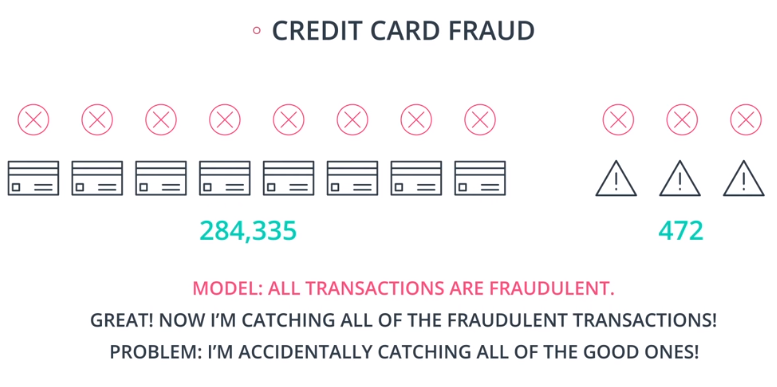 CREDIT CARD FRAUD
284,335
472
MODEL: ALL TRANSACTIONS ARE FRAUDULENT.
GREAT! NOW I'M CATCHING ALL OF THE FRAUDULENT TRANSACTIONS!
PROBLEM: I'M ACCIDENTALLY CATCHING ALL OF THE GOOD ONES!